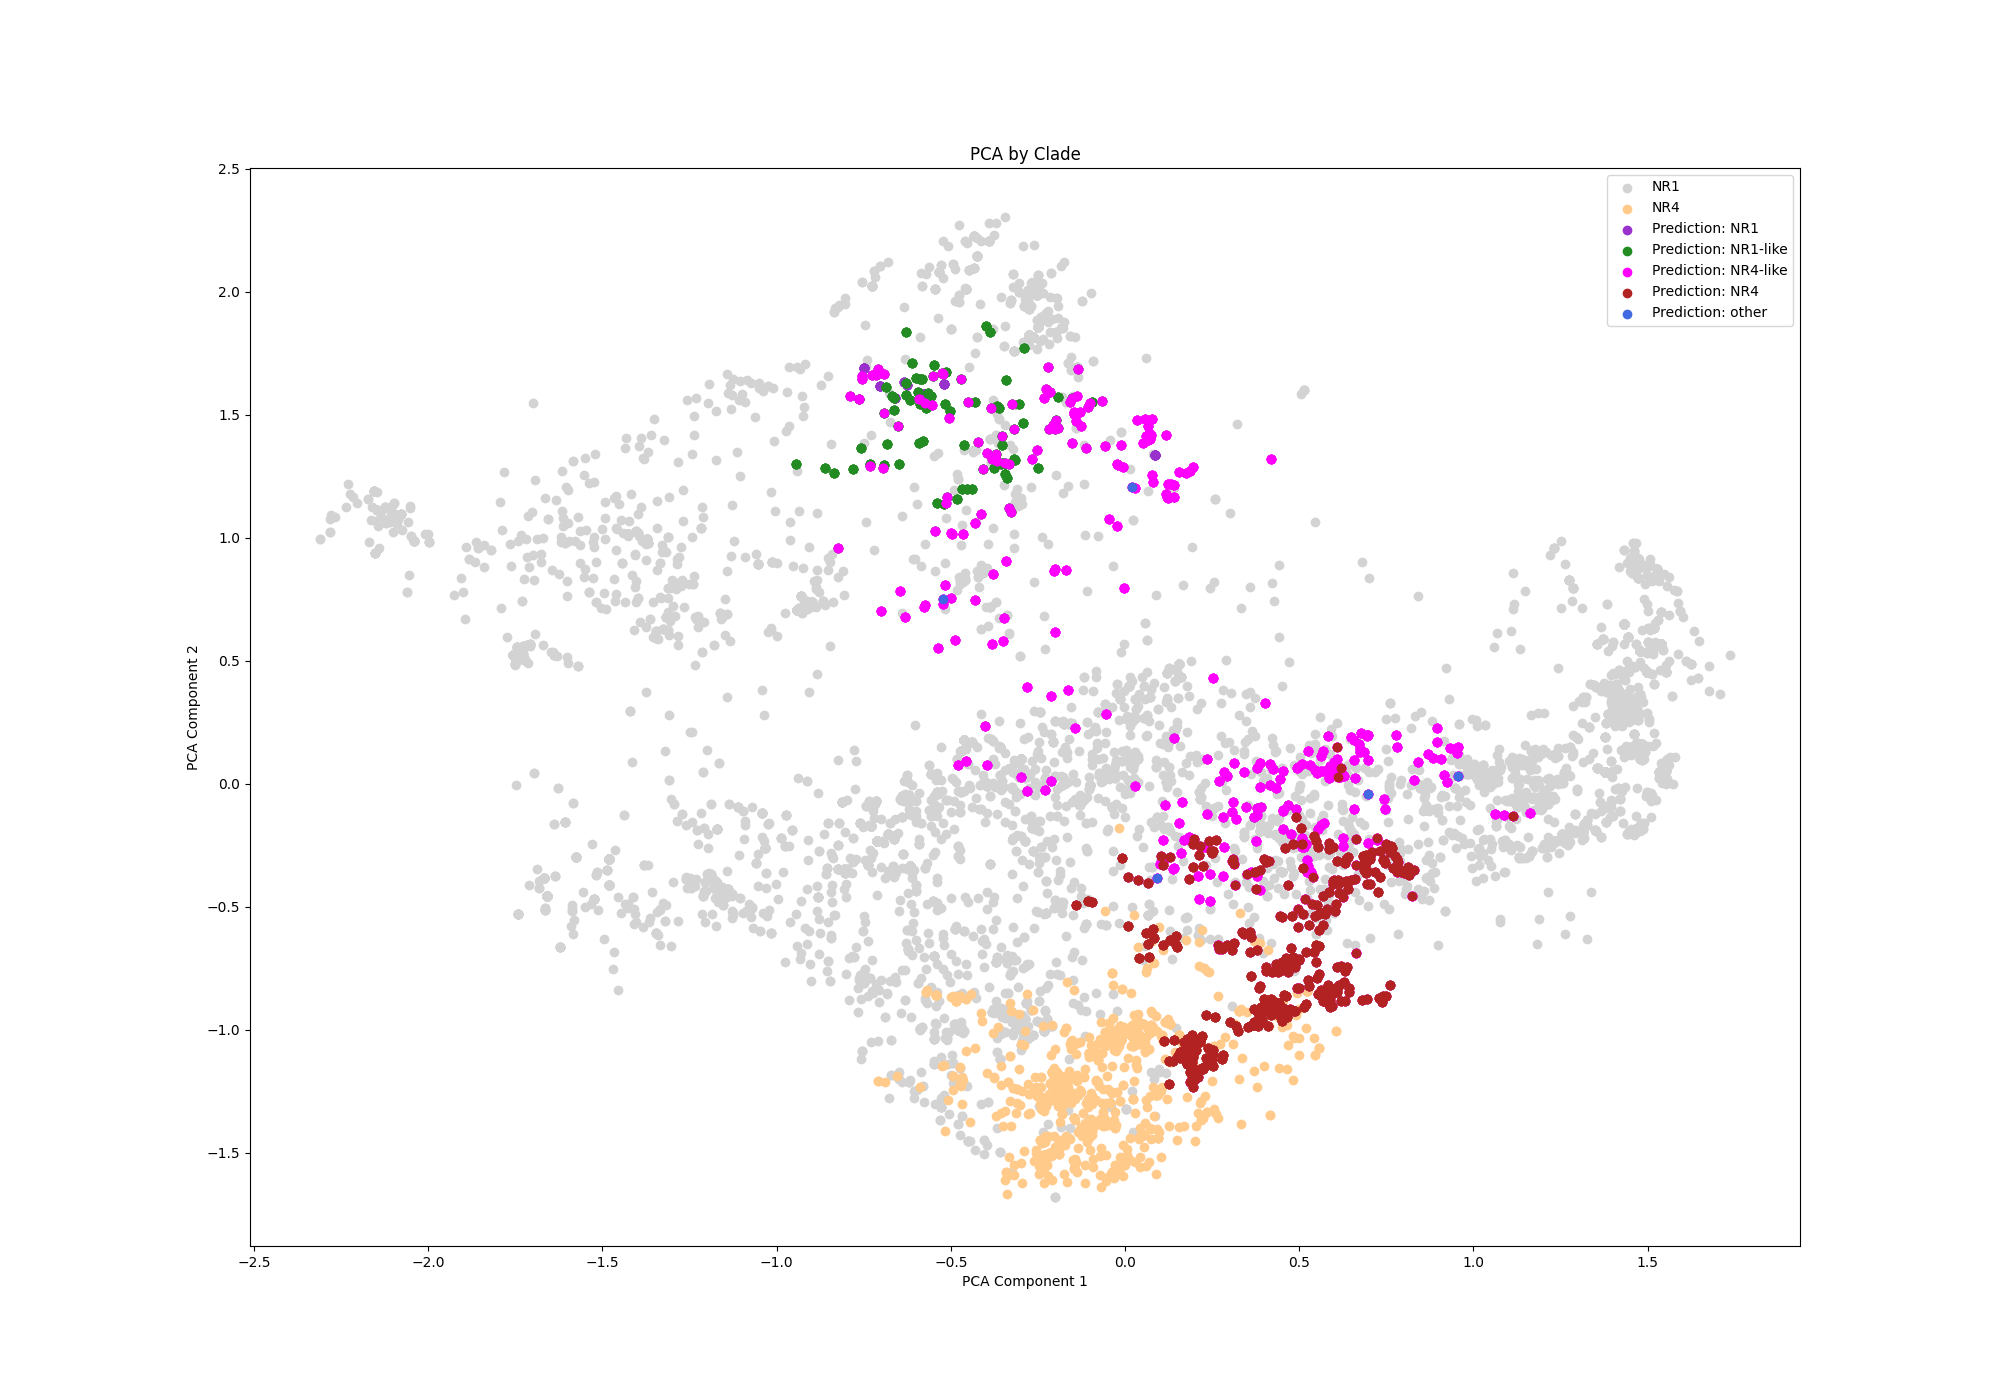 PCA by Clade
2.5
2.0
1.5
1.0
0.5
0.0
−0.5
−1.0
−1.5
PCA Component 2
NR1
NR4
Prediction: NR1
Prediction: NR1-like
Prediction: NR4-like
Prediction: NR4
Prediction: other
−2.5 −2.0 −1.5 −1.0 −0.5 0.0 0.5 1.0 1.5
PCA Component 1